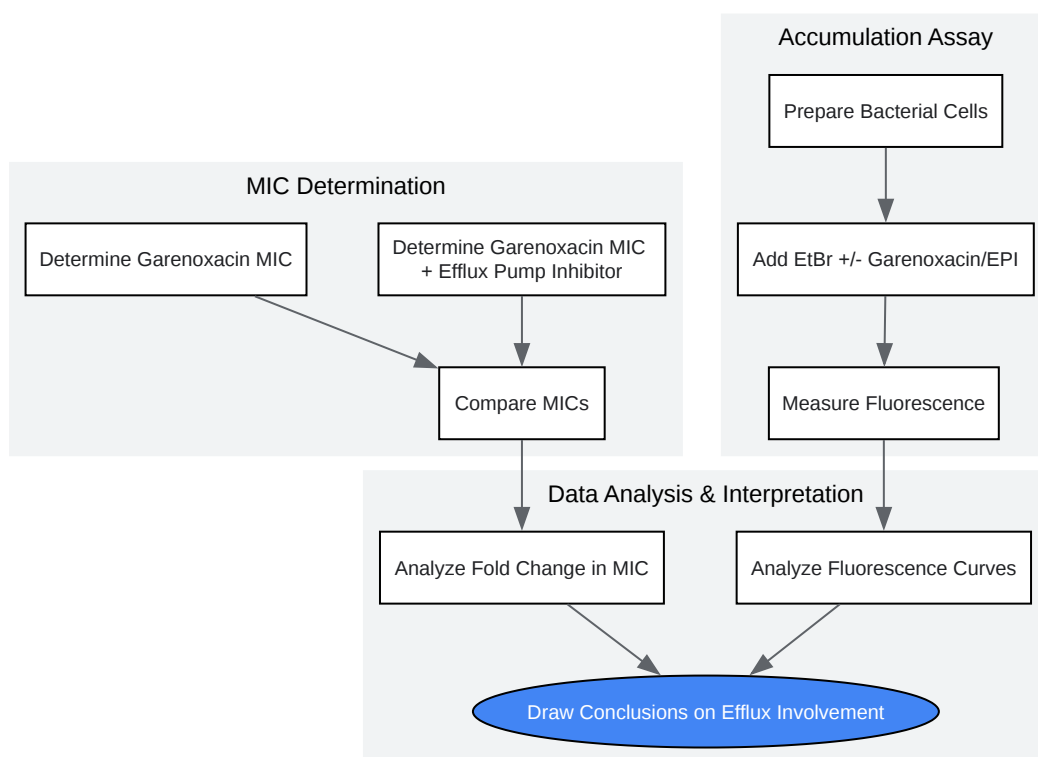 Accumulation Assay
Prepare Bacterial Cells
MIC Determination
Determine Garenoxacin MIC
Determine Garenoxacin MIC
+ Efflux Pump Inhibitor
Add EtBr +/- Garenoxacin/EPI
Compare MICs
Measure Fluorescence
Data Analysis & Interpretation
Analyze Fold Change in MIC
Analyze Fluorescence Curves
Draw Conclusions on Efflux Involvement